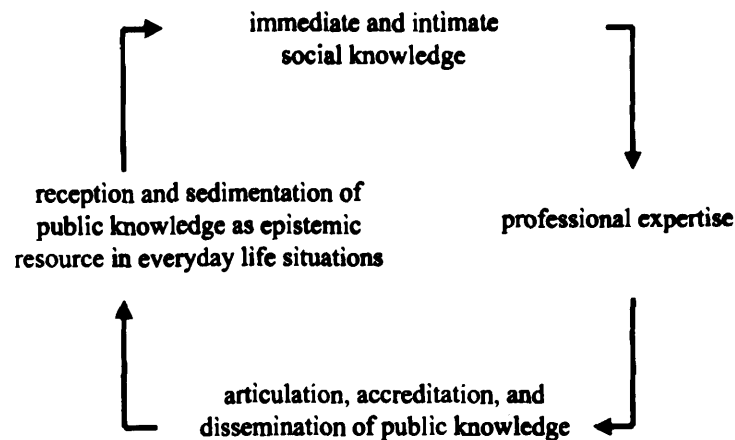 immediate and intimate
social knowledge
reception and sedimentation of
public knowledge as epistemic
resource in everyday life situations
professional expertise
articulation, accreditation, and
dissemination of public knowledge